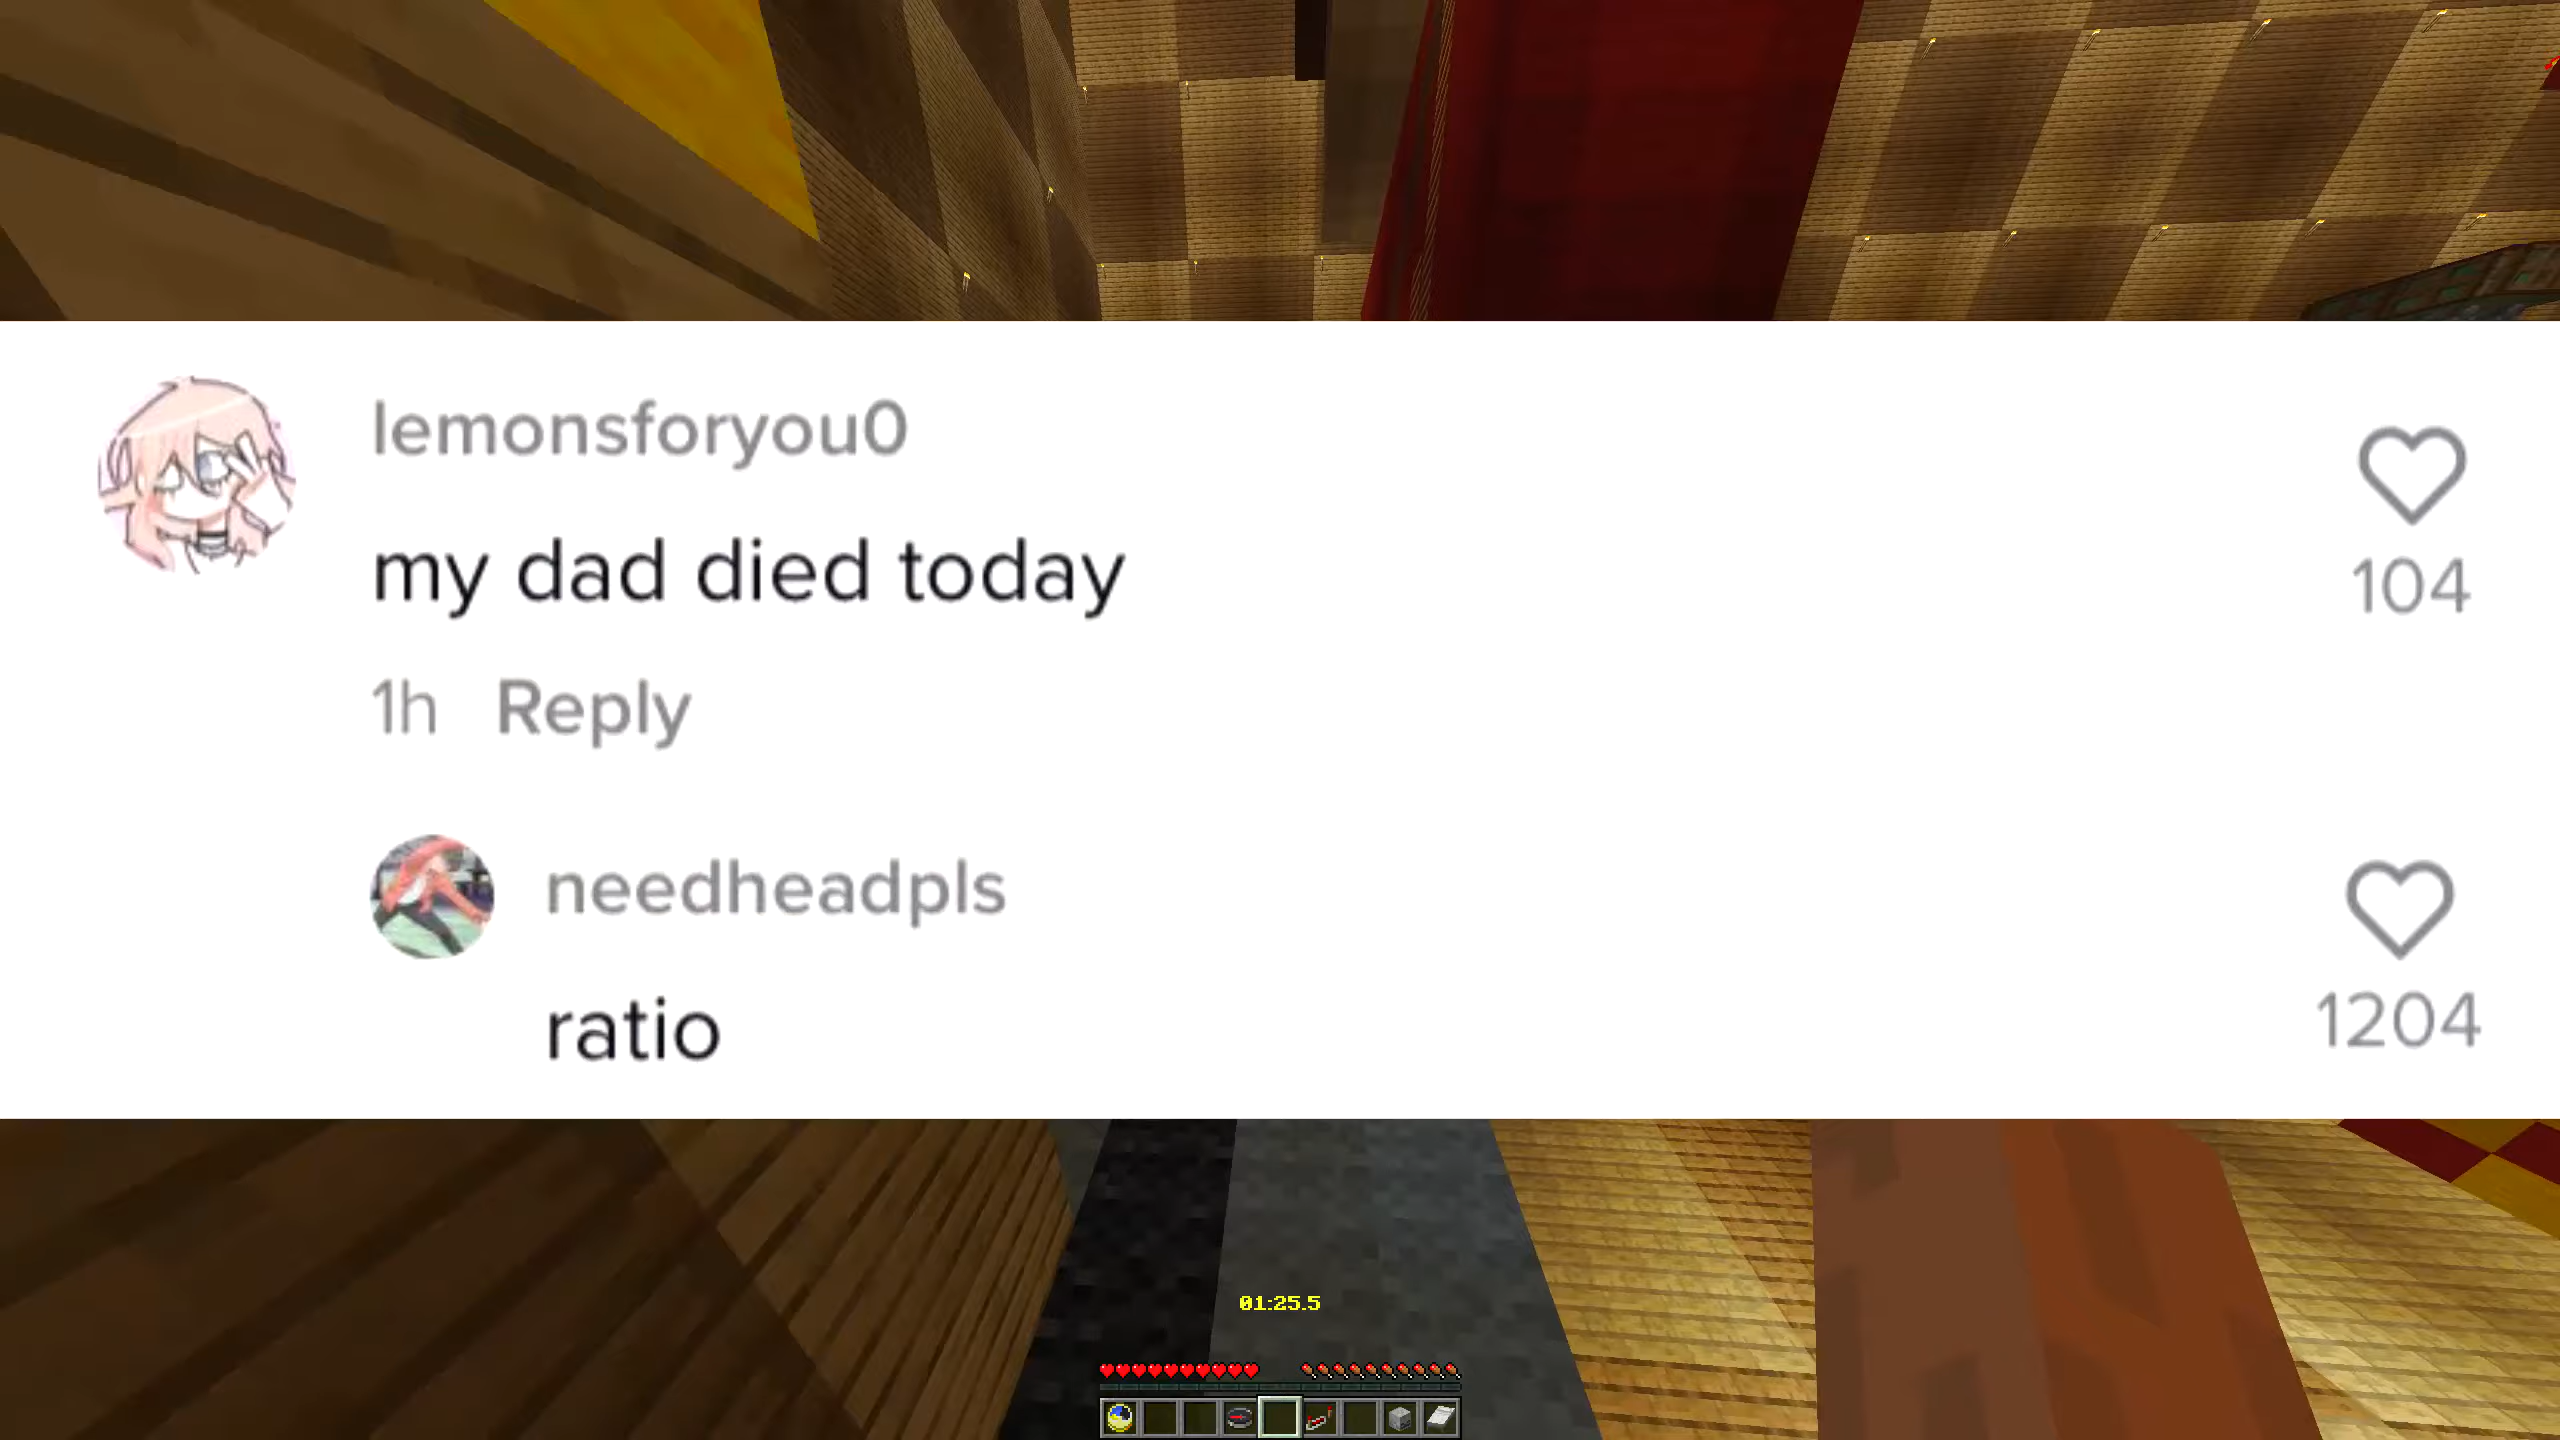 lemonsforyou0
my dad died today
104
1h Reply
needheadpls
ratio
1204
01:25.5